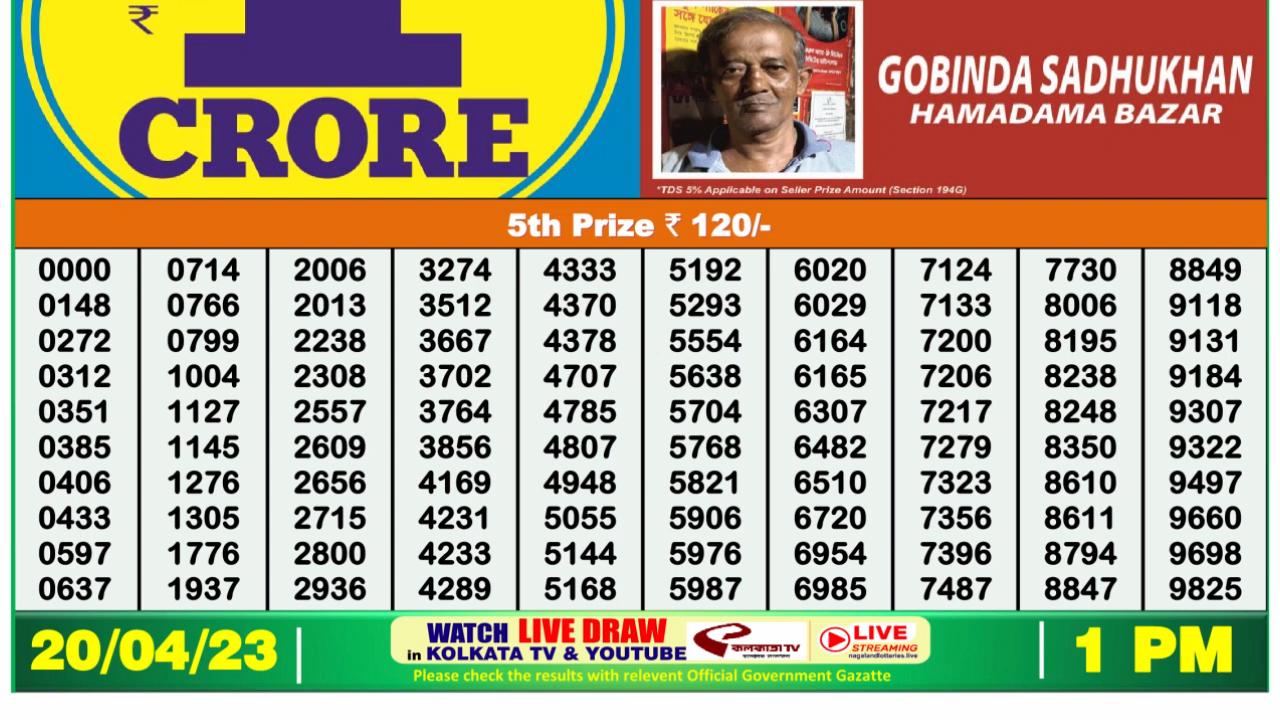 ₹
CRORE
সঙ্গে যে
GOBINDA SADHUKHAN
HAMADAMA BAZAR
*TDS 5% Applicable on Seller Prize Amount (Section 194G)
5th Prize ₹ 120/-
0000 0714 2006 3274 4333 5192 6020 7124 7730 8849
0148 0766 2013 3512 4370 5293 6029 7133 8006 9118
0272 0799 2238 3667 4378 5554 6164 7200 8195 9131
0312 1004 2308 3702 4707 5638 6165 7206 8238 9184
0351 1127 2557 3764 4785 5704 6307 7217 8248 9307
0385 1145 2609 3856 4807 5768 6482 7279 8350 9322
0406 1276 2656 4169 4948 5821 6510 7323 8610 9497
0433 1305 2715 4231 5055 5906 6720 7356 8611 9660
0597 1776 2800 4233 5144 5976 6954 7396 8794 9698
0637 1937 2936 4289 5168 5987 6985 7487 8847 9825
20/04/23
WATCH LIVE DRAW
in KOLKATA TV & YOUTUBE
কলকাতা TV
LIVE
STREAMING
nagalandlotteries.live
Please check the results with relevent Official Government Gazatte
1 PM